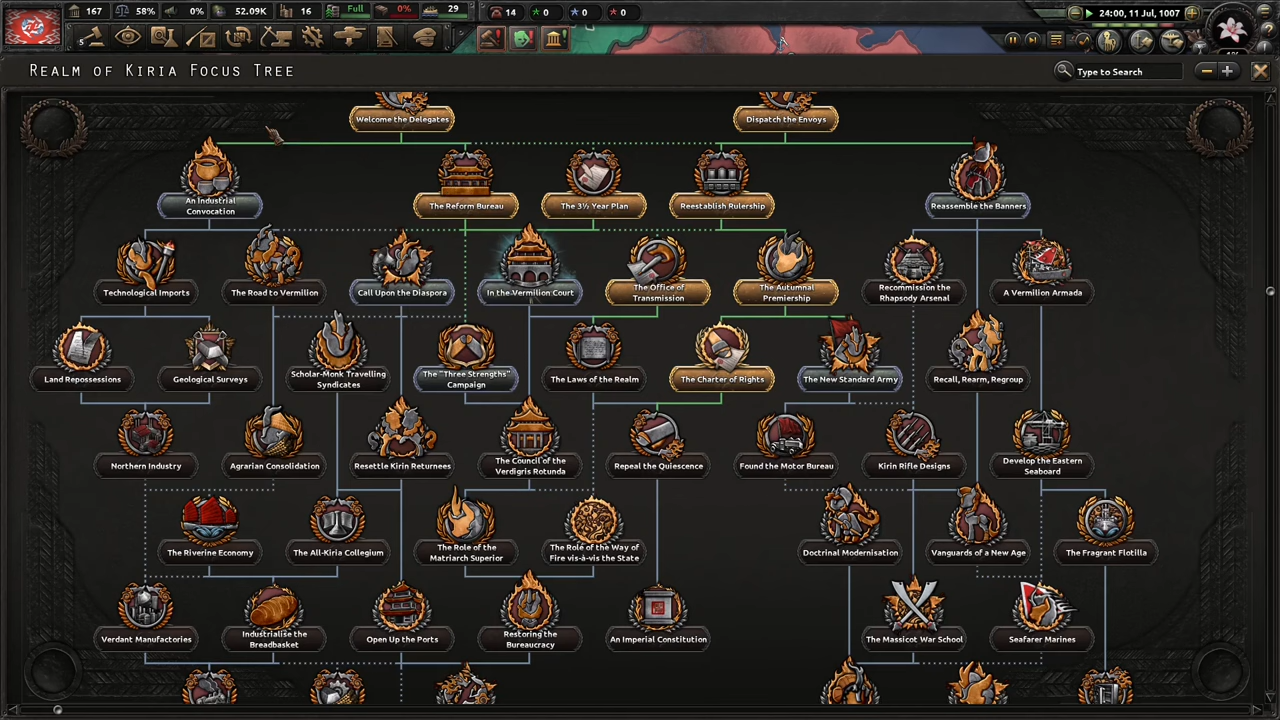 167
58%
0%
52.09K
16
Full
0%
29
14
0
0
0
24:00, 11 Jul, 1007
5
Realm of Kiria Focus Tree
Type to Search
Welcome the Delegates
Dispatch the Envoys
An Industrial
Convocation
The Reform Bureau
The 3½ Year Plan
Reestablish Rulership
Reassemble the Banners
Technological Imports
The Road to Vermilion
Call Upon the Diaspora
In the Vermilion Court
The Office of
Transmission
The Autumnal
Premiership
Recommission the
Rhapsody Arsenal
A Vermilion Armada
Land Repossessions
Geological Surveys
Scholar-Monk Travelling
Syndicates
The "Three Strengths"
Campaign
The Laws of the Realm
The Charter of Rights
The New Standard Army
Recall, Rearm, Regroup
Northern Industry
Agrarian Consolidation
Resettle Kirin Returnees
The Council of the
Verdigris Rotunda
Repeal the Quiescence
Found the Motor Bureau
Kirin Rifle Designs
Develop the Eastern
Seaboard
The Riverine Economy
The All-Kiria Collegium
The Role of the
Matriarch Superior
The Role of the Way of
Fire vis-à-vis the State
Doctrinal Modernisation
Vanguards of a New Age
The Fragrant Flotilla
Verdant Manufactories
Industrialise the
Breadbasket
Open Up the Ports
Restoring the
Bureaucracy
An Imperial Constitution
The Massicot War School
Seafarer Marines